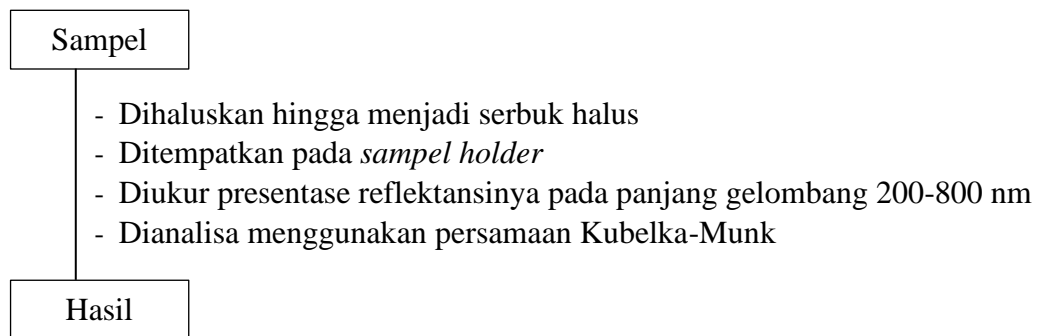 Sampel
- Dihaluskan hingga menjadi serbuk halus
- Ditempatkan pada sampel holder
- Diukur presentase reflektansinya pada panjang gelombang 200-800 nm
- Dianalisa menggunakan persamaan Kubelka-Munk
Hasil